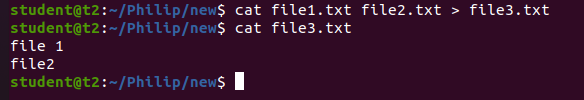 student@t2:~/Philip/new$ cat file1.txt file2.txt > file3.txt
student@t2:~/Philip/new$ cat file3.txt
file 1
file2
student@t2:~/Philip/new$